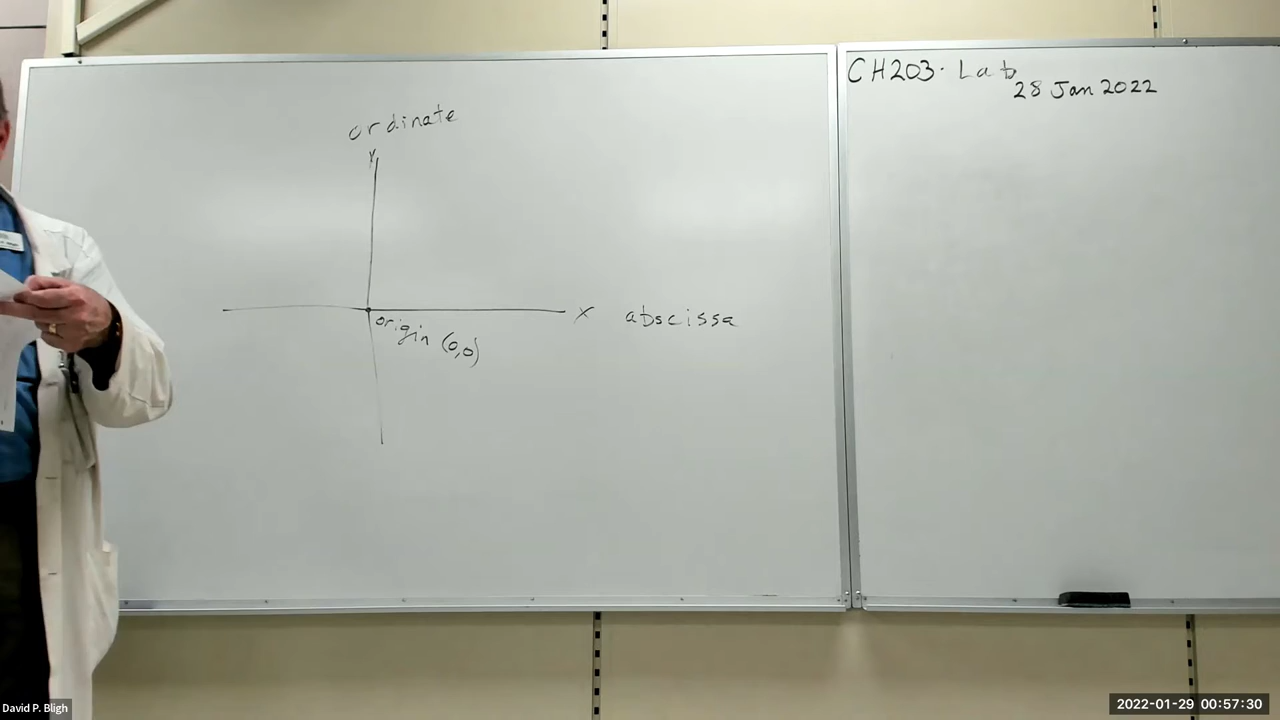 ordinate
y
x abscissa
origin (0,0)
CH203. Lab
28 Jan 2022
David P. Bligh
2022-01-29 00:57:30